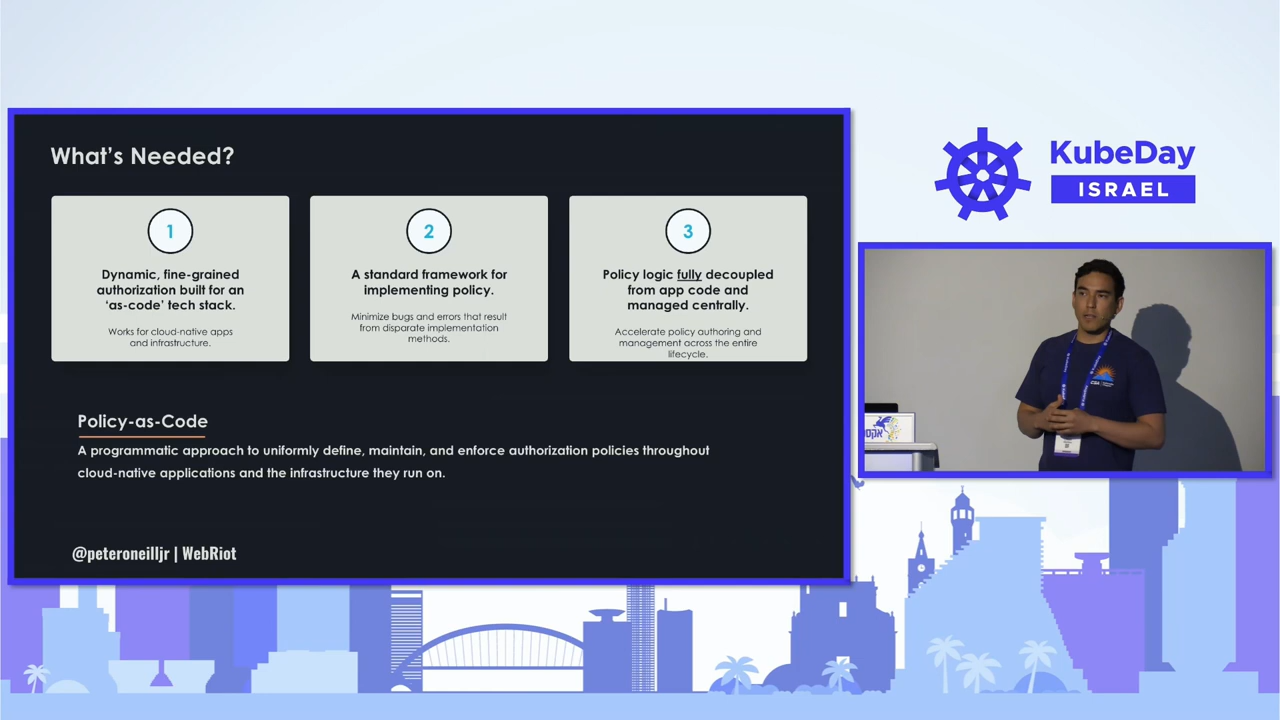 What's Needed?
1
Dynamic, fine-grained
authorization built for an
'as-code' tech stack.
Works for cloud-native apps
and infrastructure.
2
A standard framework for
implementing policy.
Minimize bugs and errors that result
from disparate implementation
methods.
3
Policy logic fully decoupled
from app code and
managed centrally.
Accelerate policy authoring and
management across the entire
lifecycle.
Policy-as-Code
A programmatic approach to uniformly define, maintain, and enforce authorization policies throughout
cloud-native applications and the infrastructure they run on.
@peteroneilljr | WebRiot
KubeDay
ISRAEL